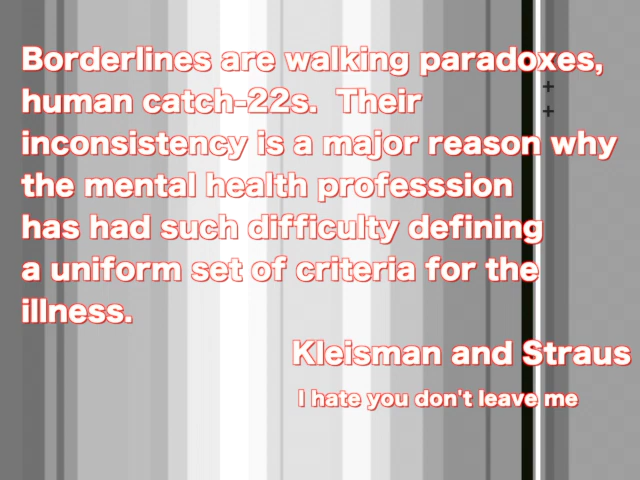 Borderlines are walking paradoxes,
human catch-22s.  Their
inconsistency is a major reason why
the mental health professsion
has had such difficulty defining
a uniform set of criteria for the
illness.
Kleisman and Straus
I hate you don't leave me